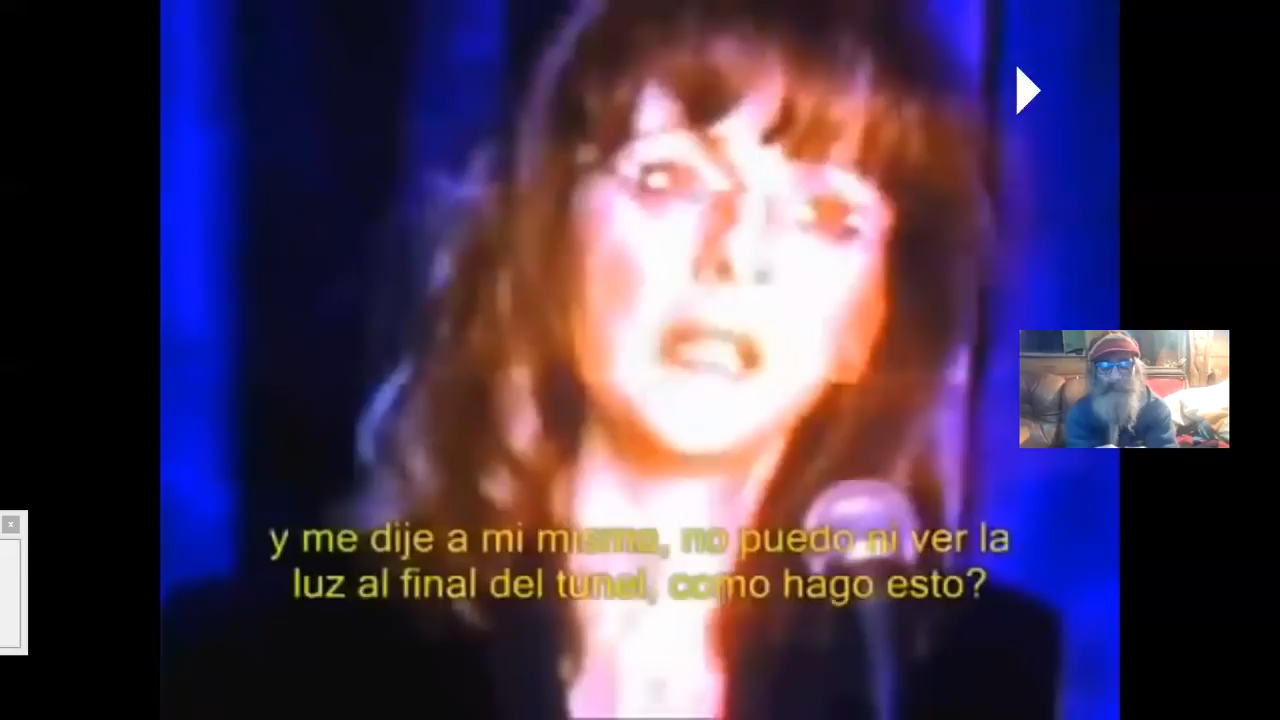 y me dije a mi misma, no puedo ni ver la
luz al final del tunel, como hago esto?